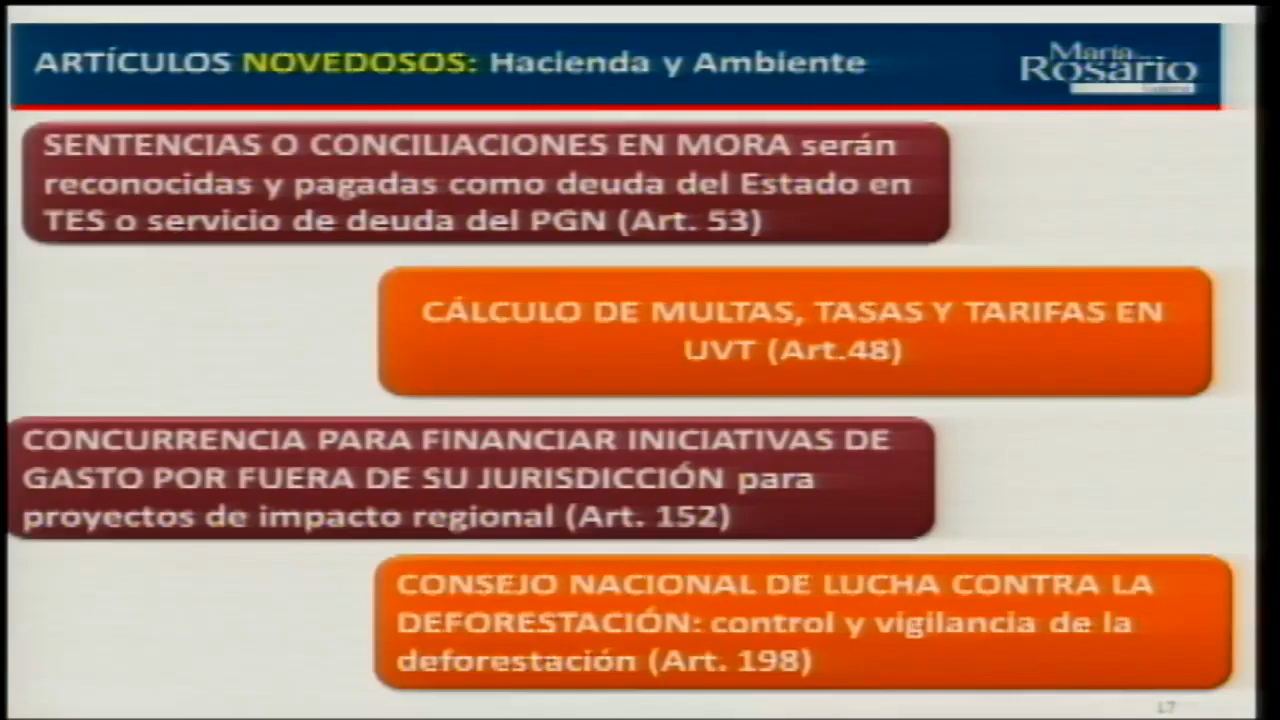 ARTÍCULOS NOVEDOSOS: Hacienda y Ambiente
María
Rosario
SENTENCIAS O CONCILIACIONES EN MORA serán
reconocidas y pagadas como deuda del Estado en
TES o servicio de deuda del PGN (Art. 53)
CÁLCULO DE MULTAS, TASAS Y TARIFAS EN
UVT (Art.48)
CONCURRENCIA PARA FINANCIAR INICIATIVAS DE
GASTO POR FUERA DE SU JURISDICCIÓN para
proyectos de impacto regional (Art. 152)
CONSEJO NACIONAL DE LUCHA CONTRA LA
DEFORESTACIÓN: control y vigilancia de la
deforestación (Art. 198)
17